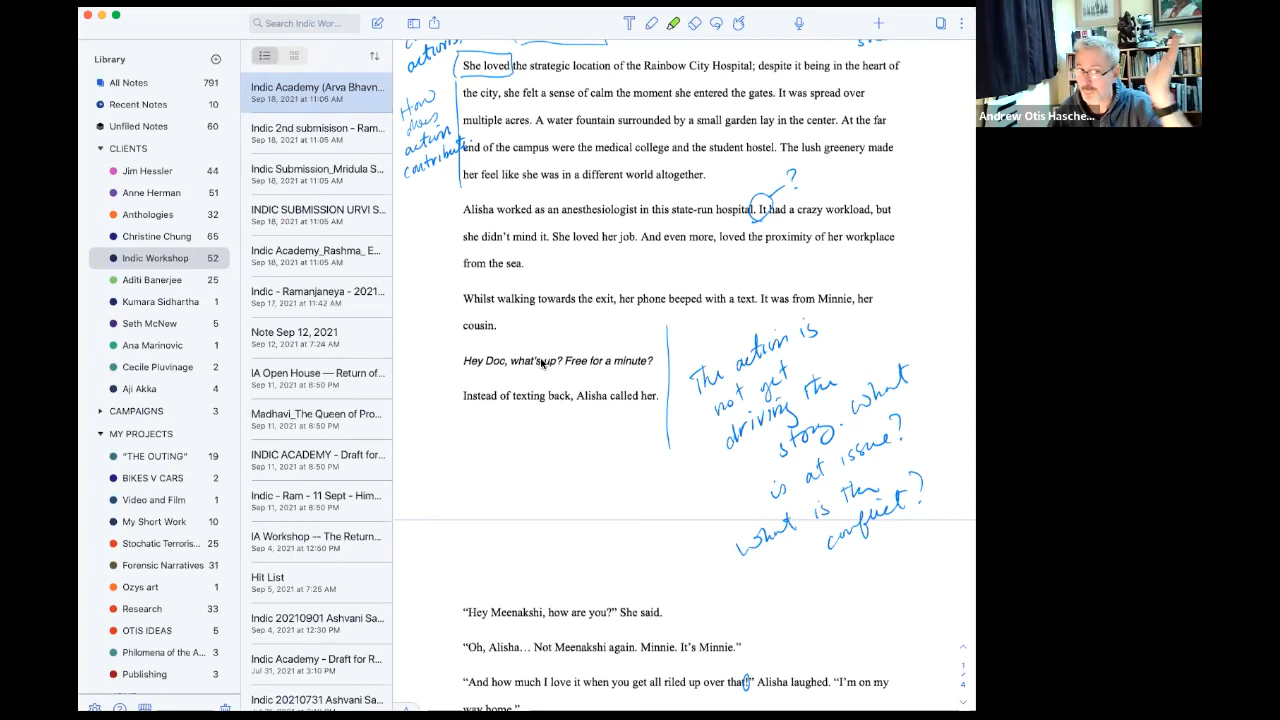 Search Indic Wor...
Library
All Notes 791
Recent Notes 10
Unfiled Notes 60
CLIENTS
Jim Hessler 44
Anne Herman 51
Anthologies 32
Christine Chung 65
Indic Workshop 52
Aditi Banerjee 25
Kumara Sidhartha 1
Seth McNew 5
Ana Marinovic 1
Cecile Pluvinage 2
Aji Akka 4
CAMPAIGNS 3
MY PROJECTS
“THE OUTING” 19
BIKES V CARS 2
Video and Film 1
My Short Work 10
Stochatic Terroris... 25
Forensic Narratives 31
Ozys art 1
Research 33
OTIS IDEAS 5
Philomena of the A... 3
Publishing 3
Indic Academy (Arva Bhavn...
Sep 18, 2021 at 11:05 AM
Indic 2nd submisison - Ram...
Sep 18, 2021 at 11:05 AM
Indic Submission_Mridula S...
Sep 18, 2021 at 11:05 AM
INDIC SUBMISSION URVI S...
Sep 18, 2021 at 11:05 AM
Indic Academy_Rashma_ E...
Sep 18, 2021 at 11:05 AM
Indic - Ramanjaneya - 2021...
Sep 17, 2021 at 11:42 AM
Note Sep 12, 2021
Sep 12, 2021 at 7:24 AM
IA Open House — Return of...
Sep 11, 2021 at 8:50 PM
Madhavi_The Queen of Pro...
Sep 11, 2021 at 8:50 PM
INDIC ACADEMY - Draft for...
Sep 11, 2021 at 8:50 PM
Indic - Ram - 11 Sept - Him...
Sep 11, 2021 at 8:50 PM
IA Workshop -- The Return...
Sep 4, 2021 at 12:50 PM
Hit List
Sep 5, 2021 at 7:25 AM
Indic 20210901 Ashvani Sa...
Sep 4, 2021 at 12:30 PM
Indic Academy - Draft for R...
Jul 31, 2021 at 3:10 PM
Indic 20210731 Ashvani Sa...
She loved the strategic location of the Rainbow City Hospital; despite it being in the heart of
the city, she felt a sense of calm the moment she entered the gates. It was spread over
multiple acres. A water fountain surrounded by a small garden lay in the center. At the far
end of the campus were the medical college and the student hostel. The lush greenery made
her feel like she was in a different world altogether.
How
does
action
contribute
?
Alisha worked as an anesthesiologist in this state-run hospital. It had a crazy workload, but
she didn’t mind it. She loved her job. And even more, loved the proximity of her workplace
from the sea.
Whilst walking towards the exit, her phone beeped with a text. It was from Minnie, her
cousin.
Hey Doc, what’s up? Free for a minute?
Instead of texting back, Alisha called her.
The action is
not yet
driving the
story. What
is at issue?
What is the
conflict?
“Hey Meenakshi, how are you?” She said.
“Oh, Alisha… Not Meenakshi again. Minnie. It’s Minnie.”
“And how much I love it when you get all riled up over that!” Alisha laughed. “I’m on my
way home.”
1
4
Andrew Otis Hasche...